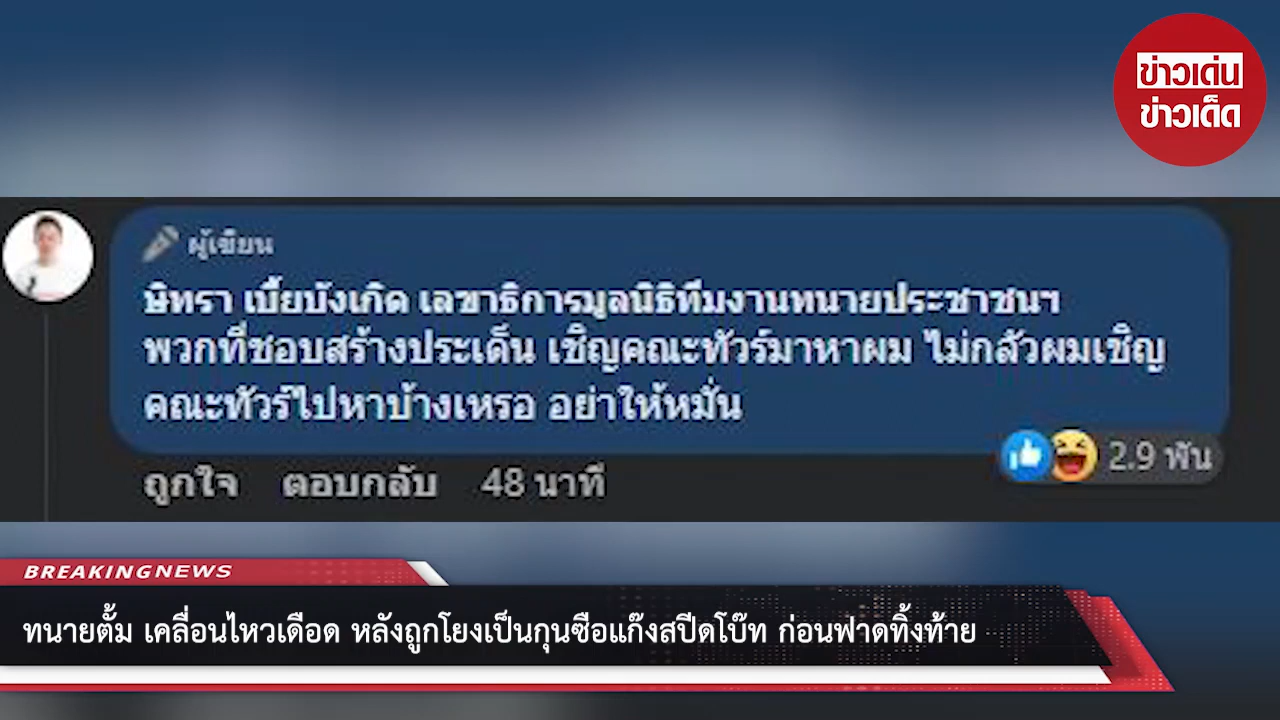 ข่าวเด่น
ข่าวเด็ด
ผู้เขียน
ษิทรา เบี้ยบังเกิด เลขาธิการมูลนิธิทีมงานทนายประชาชนฯ
พวกที่ชอบสร้างประเด็น เชิญคณะทัวร์มาหาผม ไม่กลัวผมเชิญ
คณะทัวร์ไปหาบ้างเหรอ อย่าให้หมั่น
ถูกใจ ตอบกลับ 48 นาที
2.9 พัน
BREAKINGNEWS
ทนายตั้ม เคลื่อนไหวเดือด หลังถูกโยงเป็นกุนซือแก๊งสปีดโบ๊ท ก่อนฟาดทิ้งท้าย